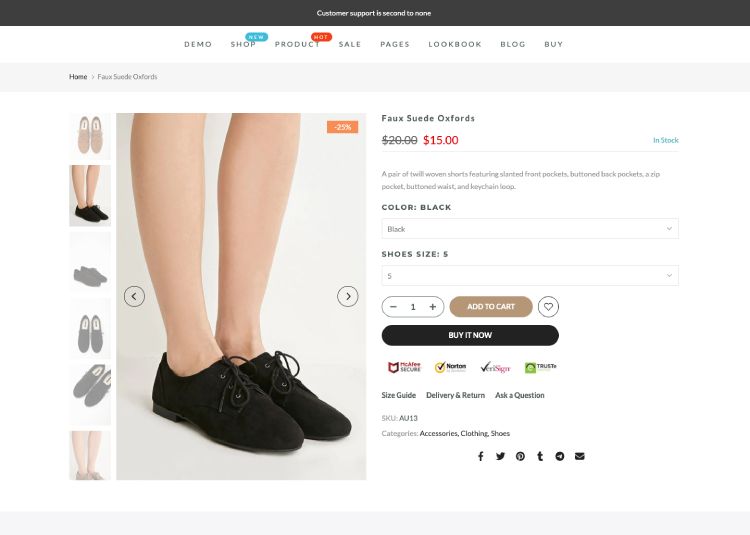 Customer support is second to none
DEMO SHOP NEW PRODUCT HOT SALE PAGES LOOKBOOK BLOG BUY
Home > Faux Suede Oxfords
-25%
Faux Suede Oxfords
$20.00 $15.00 In Stock
A pair of twill woven shorts featuring slanted front pockets, buttoned back pockets, a zip
pocket, buttoned waist, and keychain loop.
COLOR: BLACK
Black
SHOES SIZE: 5
5
1 ADD TO CART
BUY IT NOW
McAfee SECURE Norton VeriSign TRUSTe
Size Guide Delivery & Return Ask a Question
SKU: AU13
Categories: Accessories, Clothing, Shoes